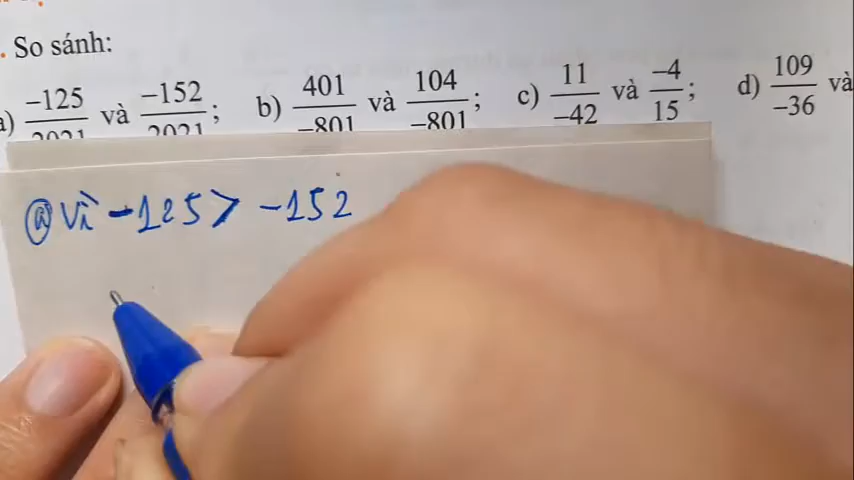 . So sánh:
a) -125/2021 và -152/2021; b) 401/-801 và 104/-801; c) 11/-42 và -4/15; d) 109/-36 và
ⓐ Vì -125 > -152